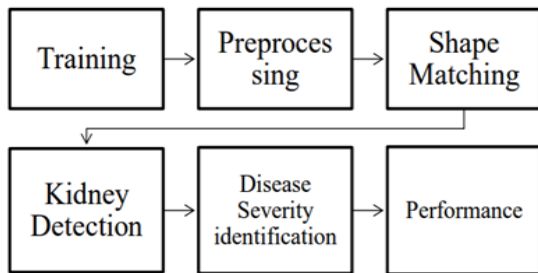 Training
Preproces
sing
Shape
Matching
Kidney
Detection
Disease
Severity
identification
Performance